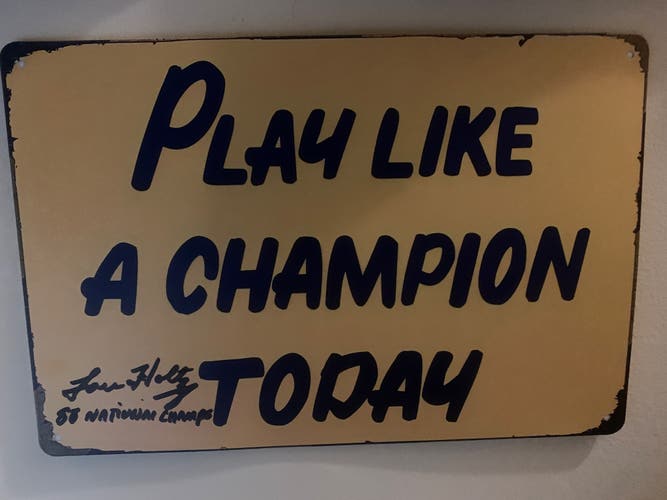 PLAY LIKE
A CHAMPION
TODAY
Lou Holtz
88 NATIONAL CHAMPS